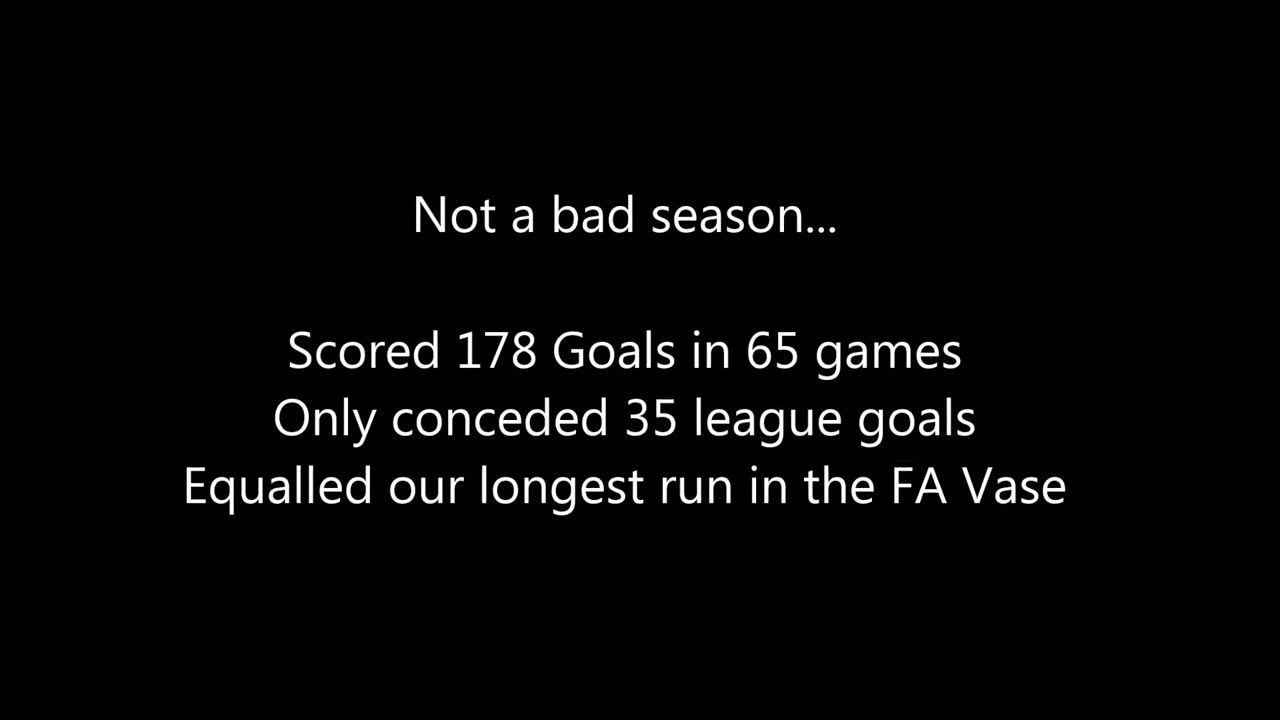 Not a bad season...
Scored 178 Goals in 65 games
Only conceded 35 league goals
Equalled our longest run in the FA Vase